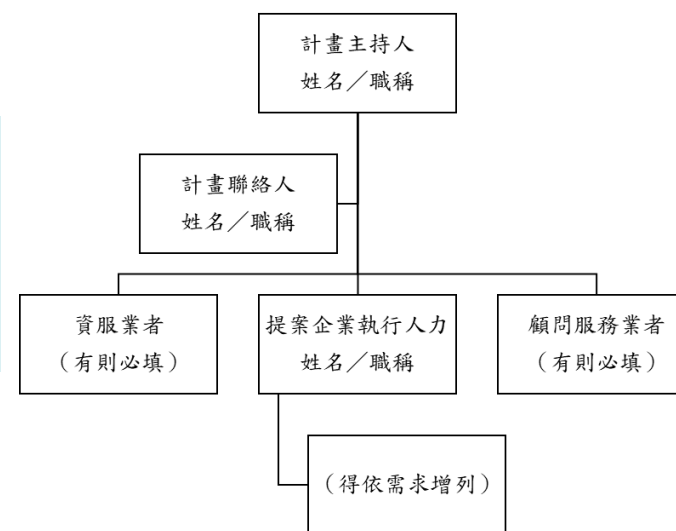 計畫主持人
姓名／職稱
計畫聯絡人
姓名／職稱
資服業者
（有則必填）
提案企業執行人力
姓名／職稱
顧問服務業者
（有則必填）
（得依需求增列）